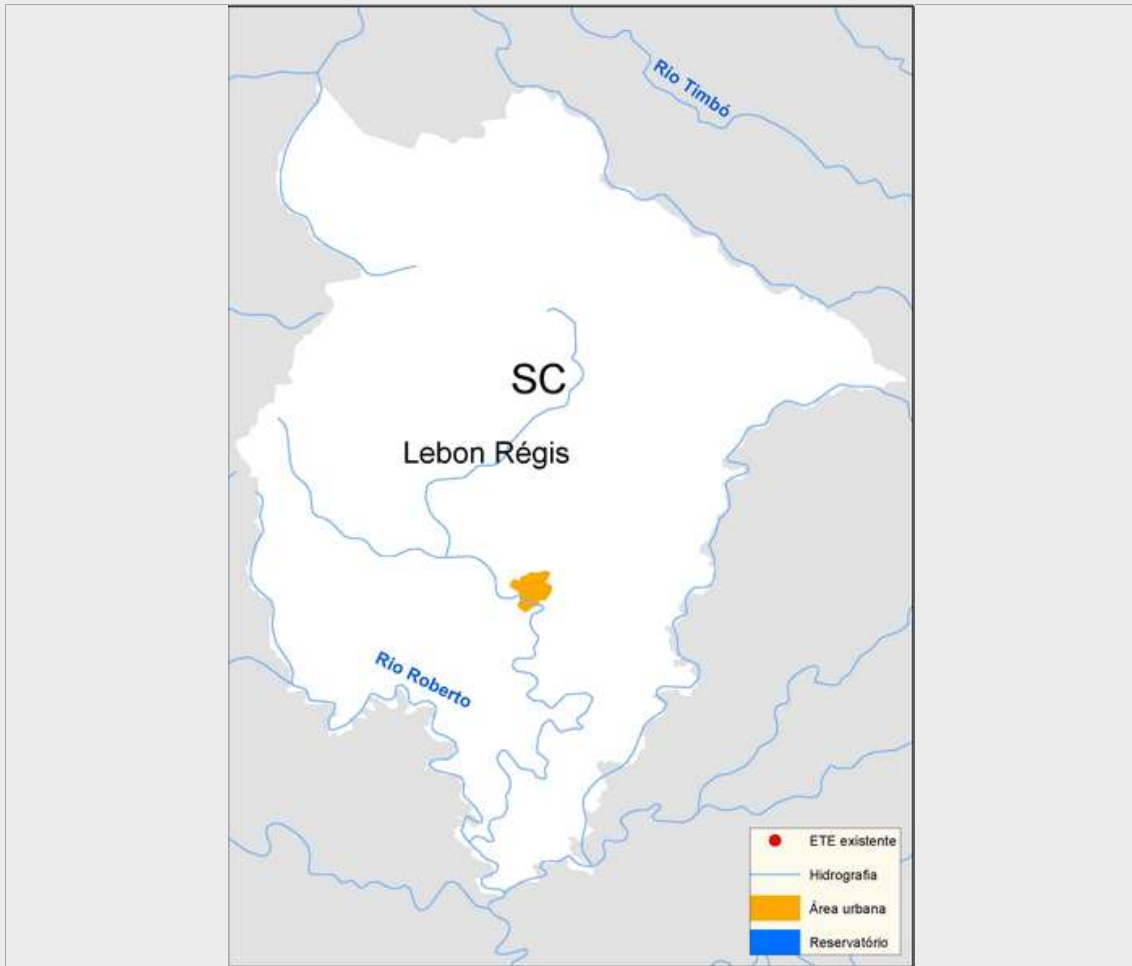 Rio Timbó
SC
Lebon Régis
Rio Roberto
ETE existente
Hidrografia
Área urbana
Reservatório